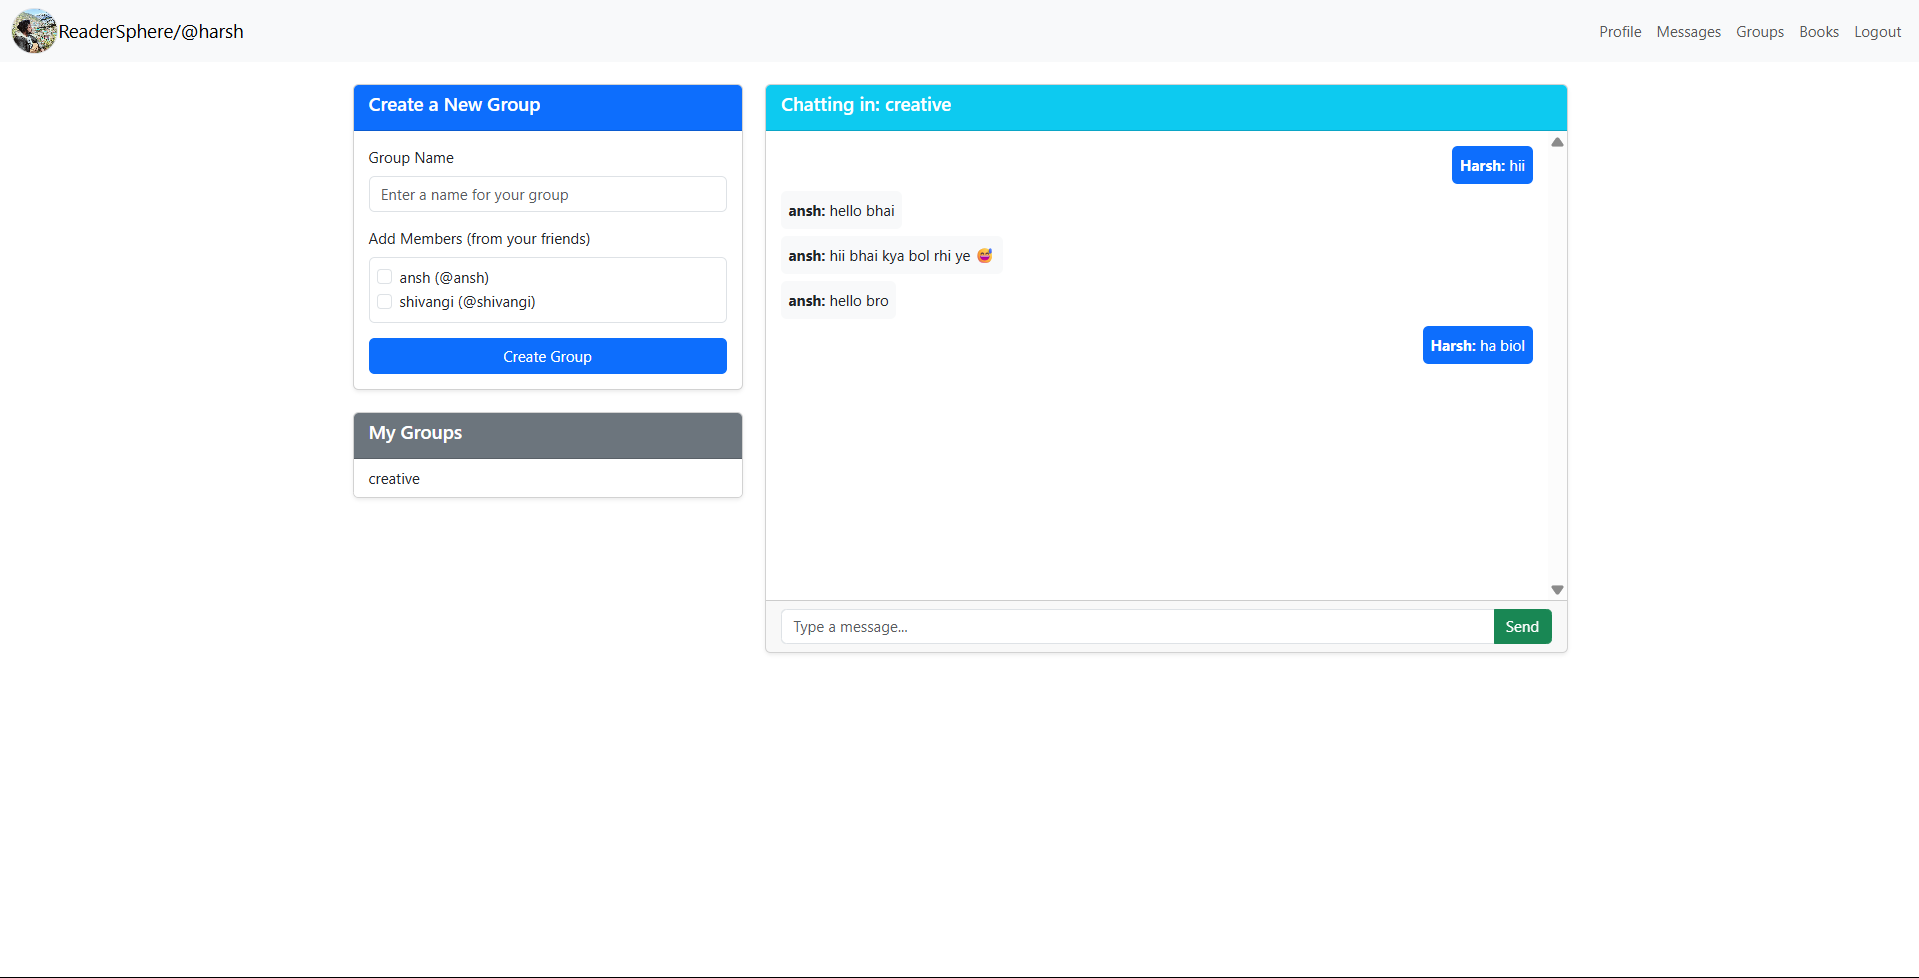 ReaderSphere/@harsh
Profile Messages Groups Books Logout
Create a New Group
Group Name
Enter a name for your group
Add Members (from your friends)
ansh (@ansh)
shivangi (@shivangi)
Create Group
My Groups
creative
Chatting in: creative
Harsh: hii
ansh: hello bhai
ansh: hii bhai kya bol rhi ye 😅
ansh: hello bro
Harsh: ha biol
Type a message...
Send